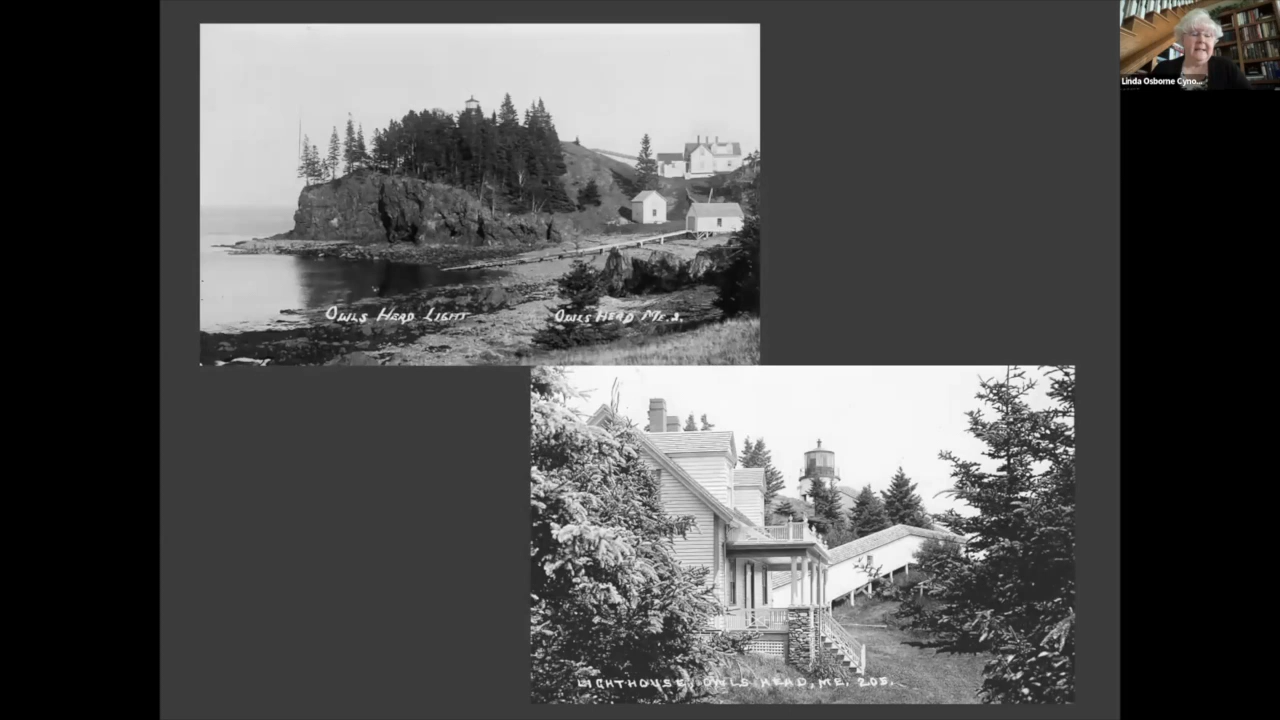 Linda Osborne Cyno...
OWLS HEAD LIGHT OWLS HEAD ME.
LIGHTHOUSE, OWLS HEAD, ME. 205.